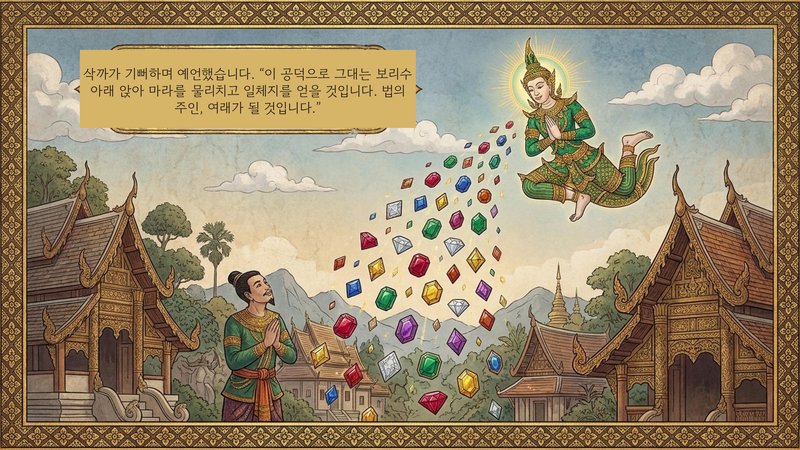 삭까가 기뻐하며 예언했습니다. “이 공덕으로 그대는 보리수
아래 앉아 마라를 물리치고 일체지를 얻을 것입니다. 법의
주인, 여래가 될 것입니다.”